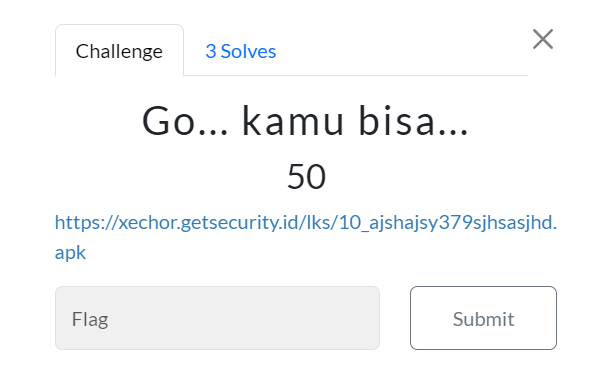 Challenge
3 Solves
Go... kamu bisa...
50
https://xechor.getsecurity.id/lks/10_ajshajsy379sjhsasjhd.
apk
Flag
Submit